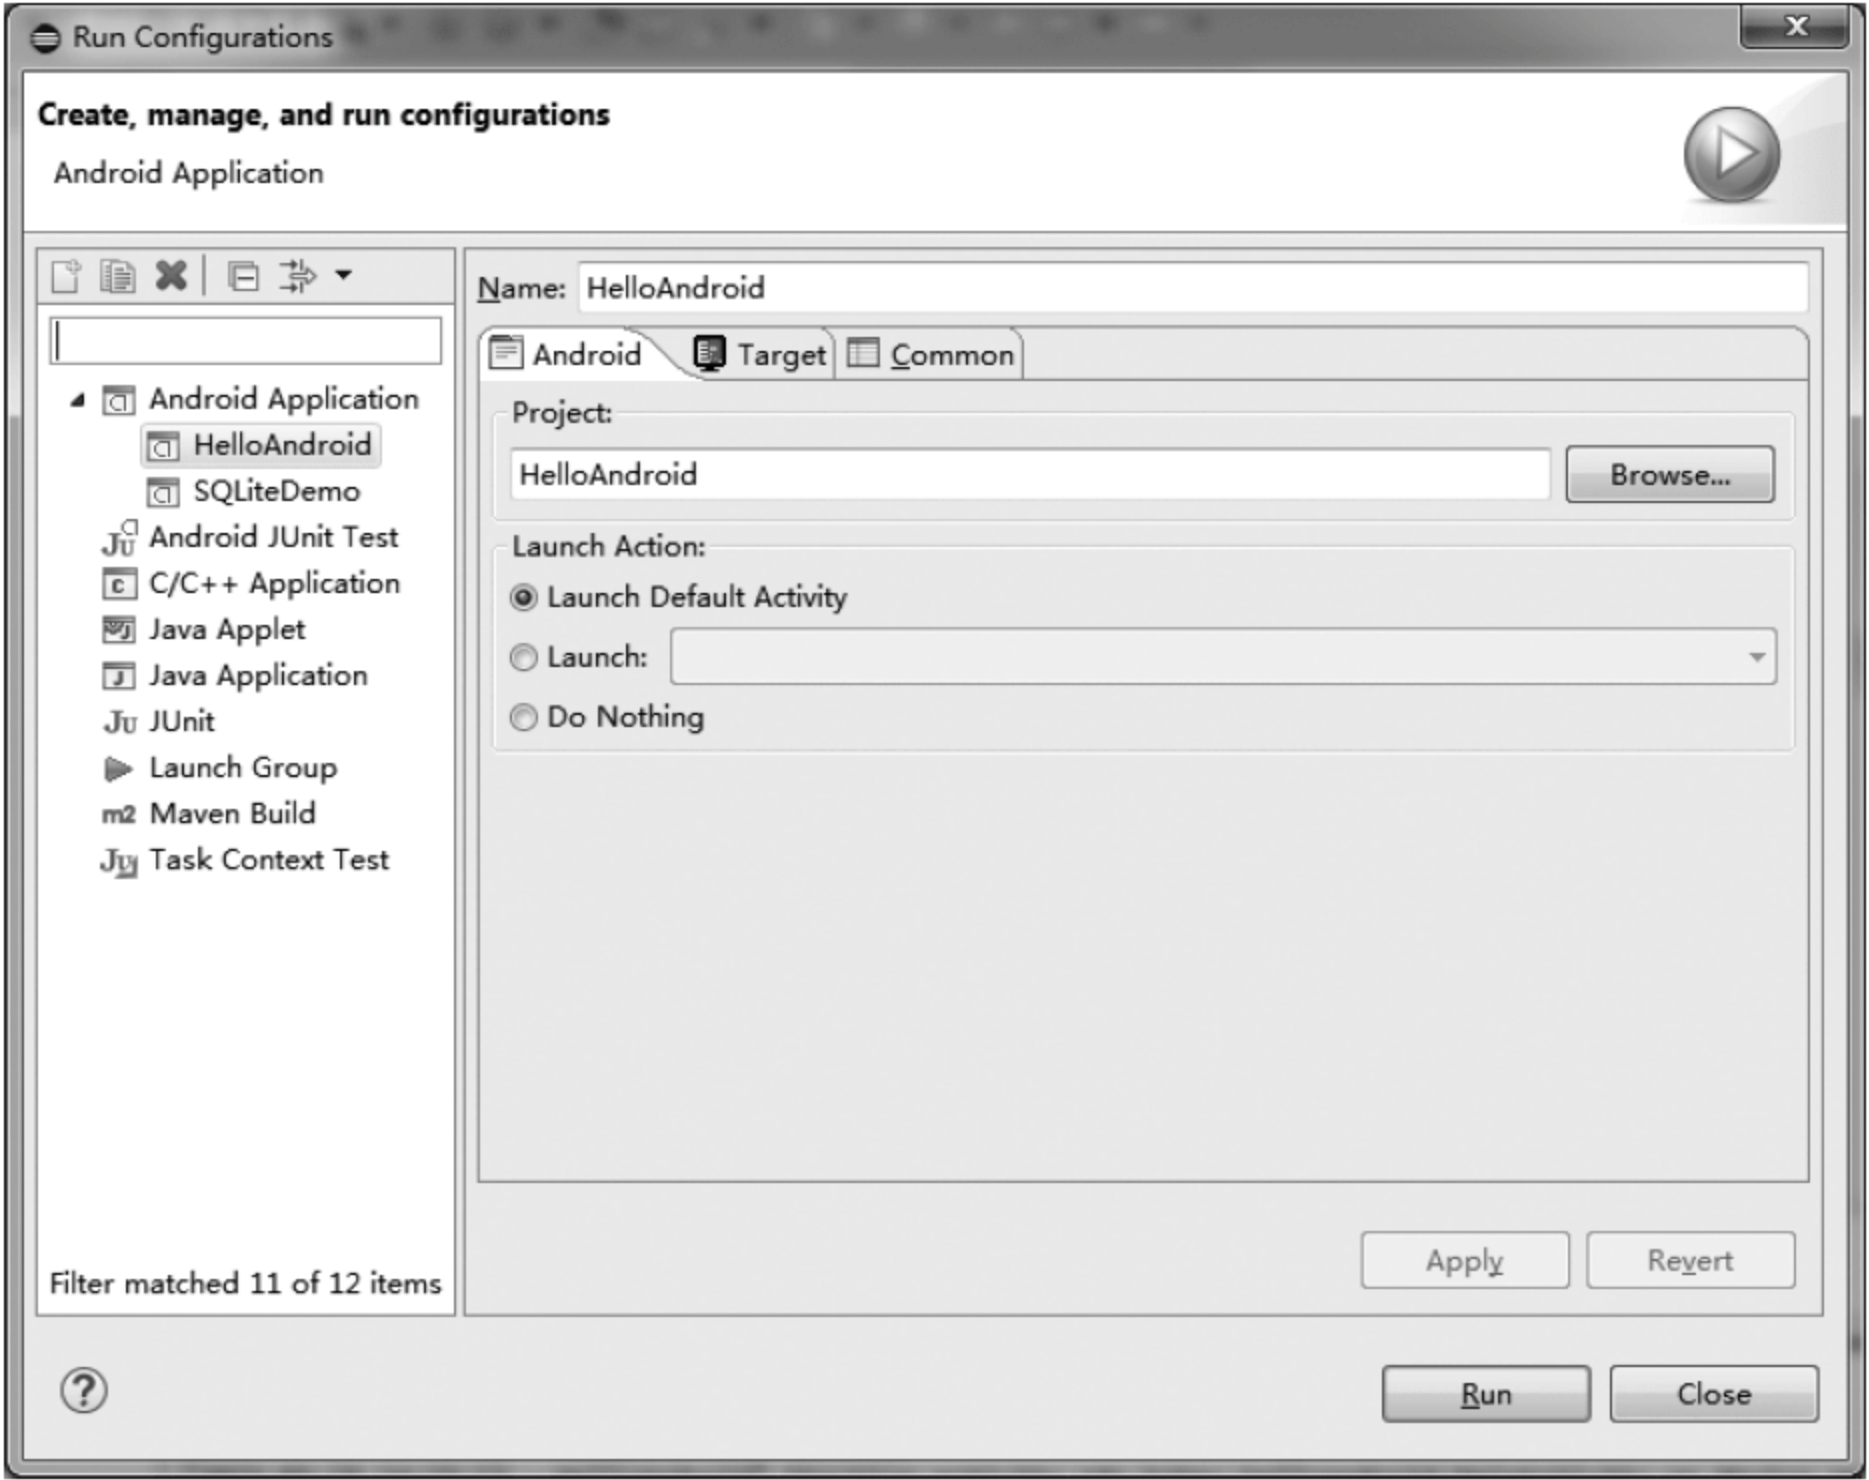 Run Configurations
Create, manage, and run configurations
Android Application
Name: HelloAndroid
Android Target Common
Android Application
HelloAndroid
SQLiteDemo
Android JUnit Test
C/C++ Application
Java Applet
Java Application
JUnit
Launch Group
m2 Maven Build
Task Context Test
Filter matched 11 of 12 items
Project:
HelloAndroid
Browse...
Launch Action:
Launch Default Activity
Launch:
Do Nothing
Apply Revert
Run Close